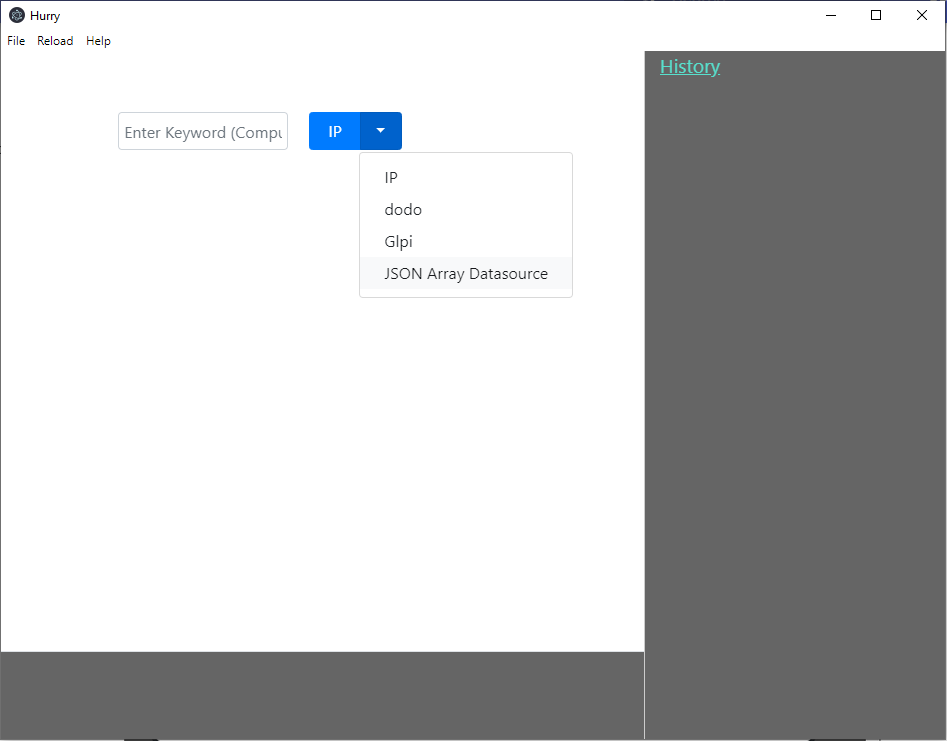 Hurry
File Reload Help
History
Enter Keyword (Compu
IP
IP
dodo
Glpi
JSON Array Datasource